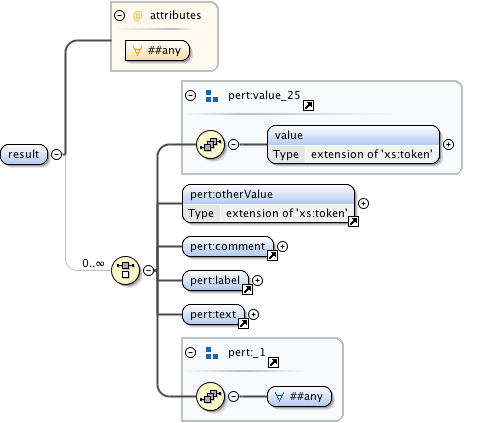 @ attributes
∀ ##any
pert:value_25
result
value
Type extension of 'xs:token'
pert:otherValue
Type extension of 'xs:token'
pert:comment
0..∞
pert:label
pert:text
pert:_1
∀ ##any